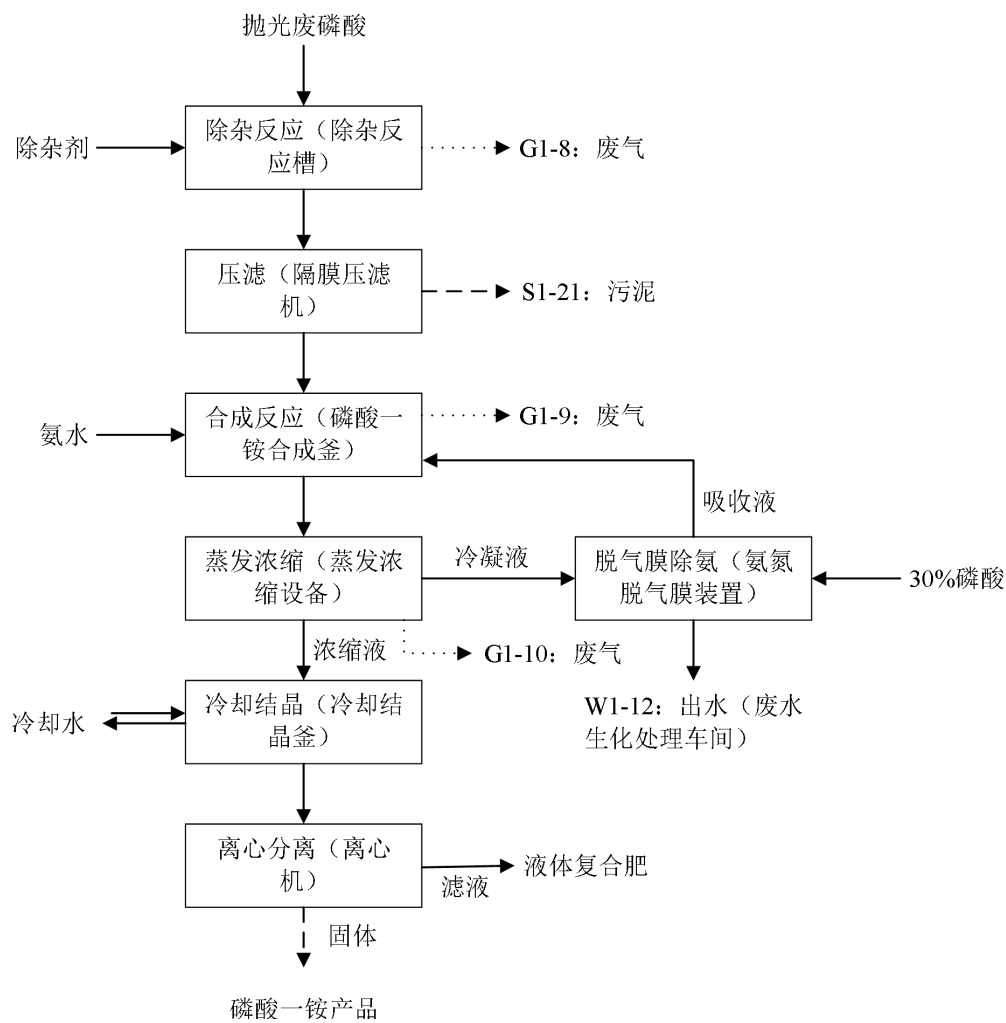 抛光废磷酸
除杂反应（除杂反
应槽）
除杂剂
G1-8：废气
压滤（隔膜压滤
机）
S1-21：污泥
合成反应（磷酸一
铵合成釜）
G1-9：废气
氨水
吸收液
蒸发浓缩（蒸发浓
缩设备）
冷凝液
脱气膜除氨（氨氮
脱气膜装置）
30%磷酸
浓缩液
G1-10：废气
冷却结晶（冷却结
晶釜）
冷却水
W1-12：出水（废水
生化处理车间）
离心分离（离心
机）
滤液
液体复合肥
固体
磷酸一铵产品